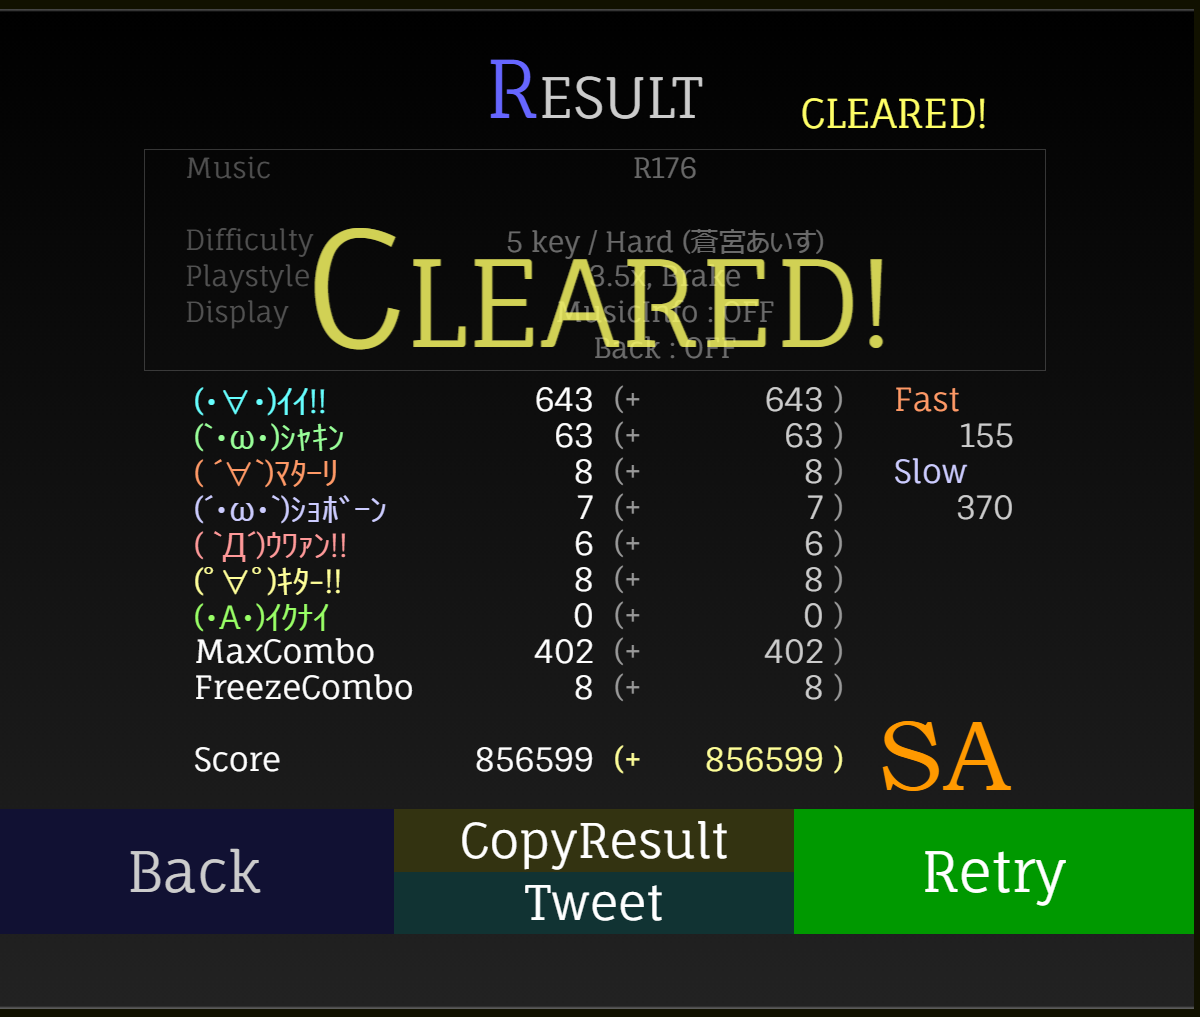 RESULT
CLEARED!
Music R176
Difficulty 5 key / Hard (蒼宮あいす)
Playstyle 3.5x, Brake
CLEARED!
Display MusicIntro : OFF
Back : OFF
(・∀・)ｲｲ!! 643 (+ 643 ) Fast
(`・ω・)ｼｬｷﾝ 63 (+ 63 ) 155
( ´∀`)ﾏﾀｰﾘ 8 (+ 8 ) Slow
(´・ω・`)ｼｮﾎﾞｰﾝ 7 (+ 7 ) 370
( `Д´)ｳﾜｧﾝ!! 6 (+ 6 )
(ﾟ∀ﾟ)ｷﾀｰ!! 8 (+ 8 )
(・A・)ｲｸﾅｲ 0 (+ 0 )
MaxCombo 402 (+ 402 )
FreezeCombo 8 (+ 8 )
Score 856599 (+ 856599 ) SA
Back CopyResult Retry
Tweet